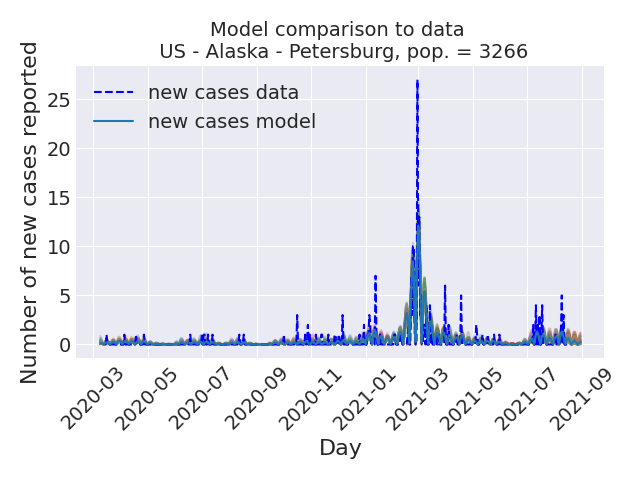 Model comparison to data
US - Alaska - Petersburg, pop. = 3266
Number of new cases reported
25
20
15
10
5
0
new cases data
new cases model
2020-03
2020-05
2020-07
2020-09
2020-11
2021-01
2021-03
2021-05
2021-07
2021-09
Day